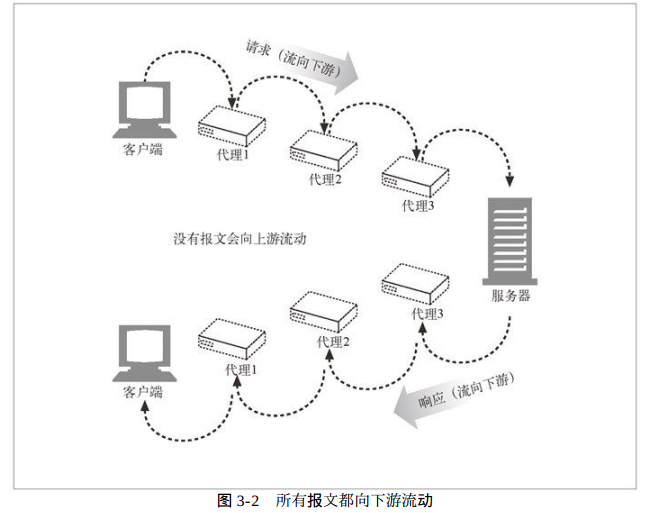 请求（流向下游）
客户端
代理1
代理2
代理3
没有报文会向上游流动
服务器
代理3
代理2
代理1
客户端
响应（流向下游）
图 3-2　所有报文都向下游流动